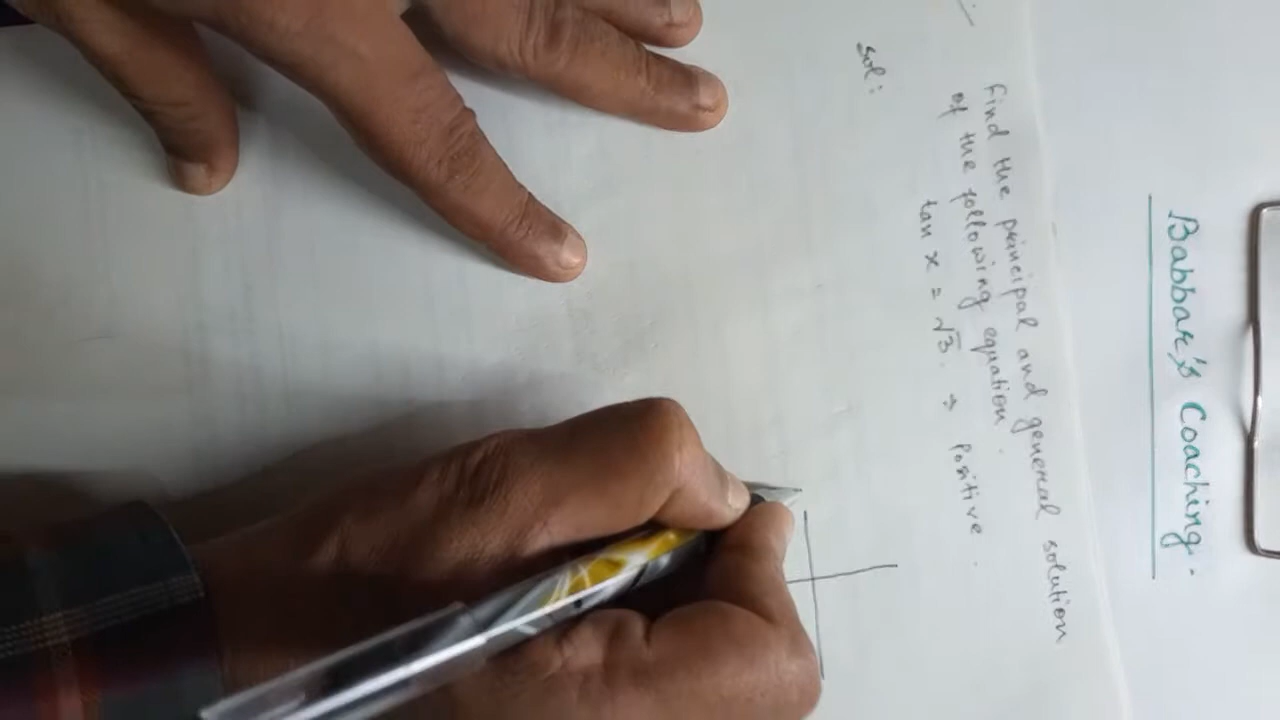 Babbar's Coaching.
Find the principal and general solution
of the following equation.
tan x = √3. → Positive.
Sol: